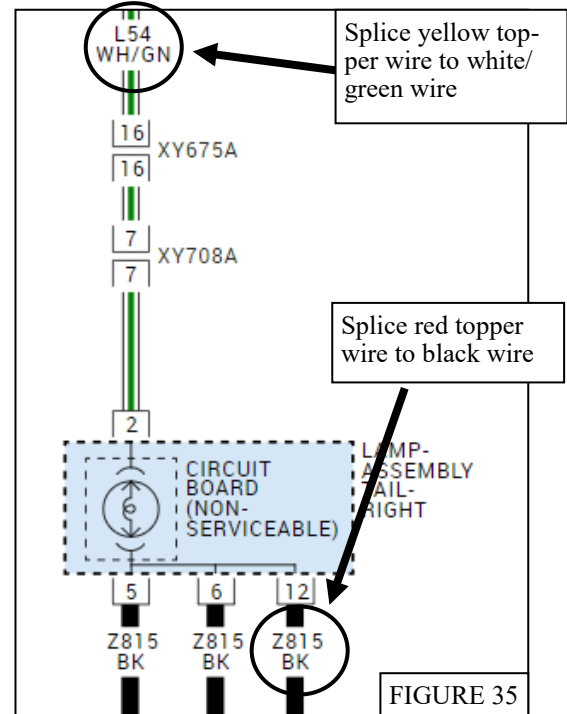 L54
WH/GN
Splice yellow top-
per wire to white/
green wire
16
XY675A
16
7
XY708A
7
Splice red topper
wire to black wire
2
CIRCUIT
BOARD
(NON-
SERVICEABLE)
LAMP-
ASSEMBLY
TAIL-
RIGHT
5
6
12
Z815
BK
Z815
BK
Z815
BK
FIGURE 35